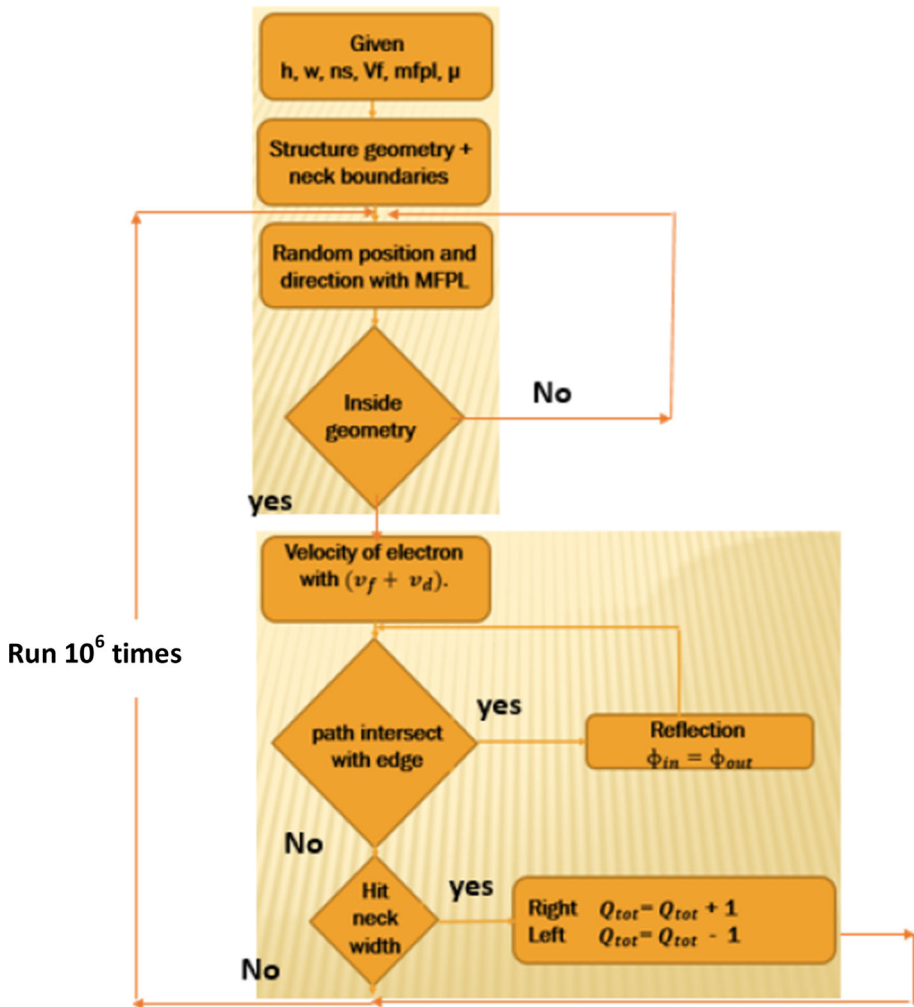 Given
h, w, ns, Vf, mfpl, µ
Structure geometry +
neck boundaries
Random position and
direction with MFPL
Inside
geometry
No
yes
Velocity of electron
with (v_f + v_d).
Run 10^6 times
path intersect
with edge
yes
Reflection
ϕ_in = ϕ_out
No
Hit
neck
width
yes
Right Q_tot = Q_tot + 1
Left Q_tot = Q_tot - 1
No